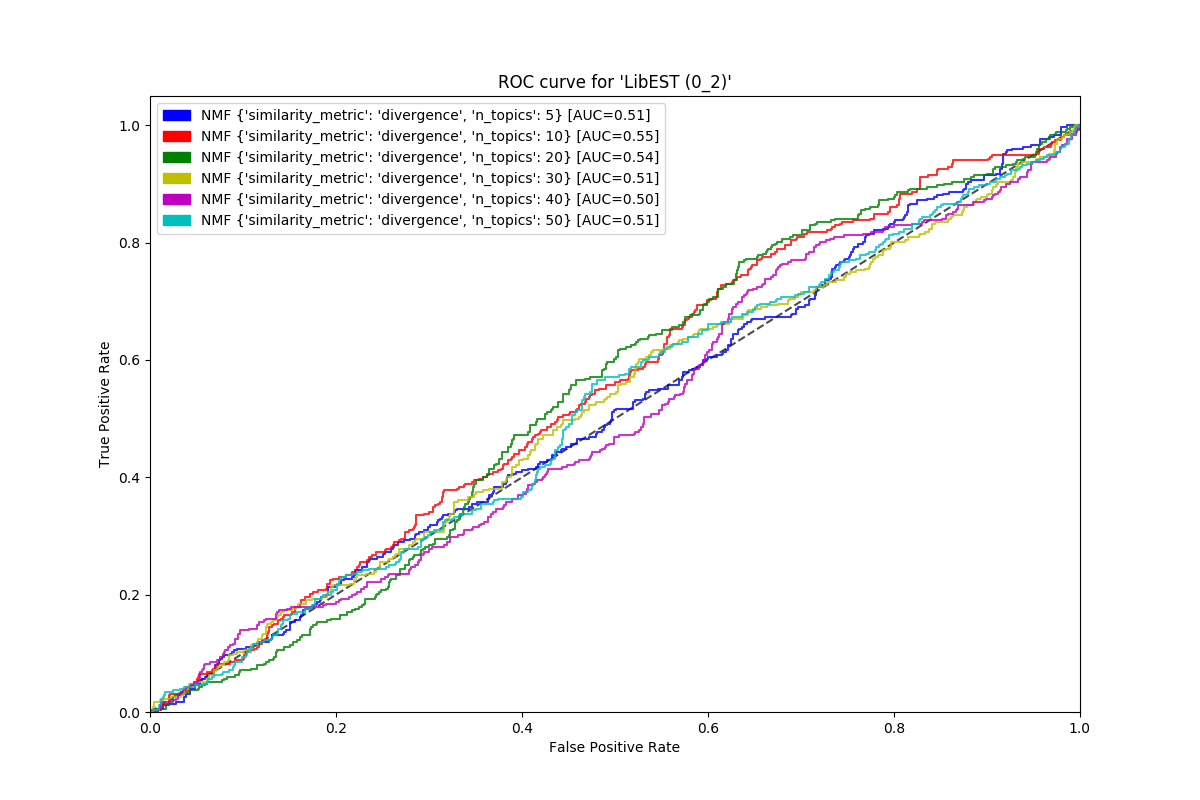 ROC curve for 'LibEST (0_2)'
NMF {'similarity_metric': 'divergence', 'n_topics': 5} [AUC=0.51]
NMF {'similarity_metric': 'divergence', 'n_topics': 10} [AUC=0.55]
NMF {'similarity_metric': 'divergence', 'n_topics': 20} [AUC=0.54]
NMF {'similarity_metric': 'divergence', 'n_topics': 30} [AUC=0.51]
NMF {'similarity_metric': 'divergence', 'n_topics': 40} [AUC=0.50]
NMF {'similarity_metric': 'divergence', 'n_topics': 50} [AUC=0.51]
True Positive Rate
1.0
0.8
0.6
0.4
0.2
0.0
0.0 0.2 0.4 0.6 0.8 1.0
False Positive Rate